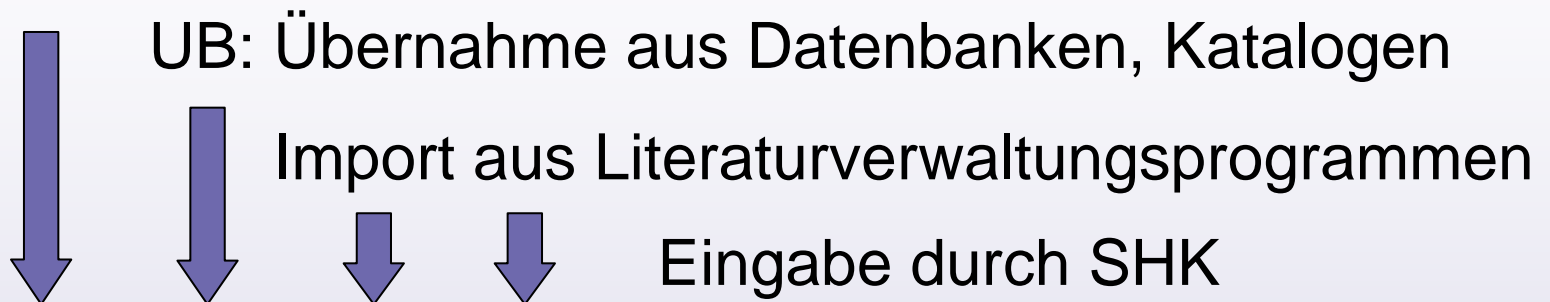 UB: Übernahme aus Datenbanken, Katalogen
Import aus Literaturverwaltungsprogrammen
Eingabe durch SHK